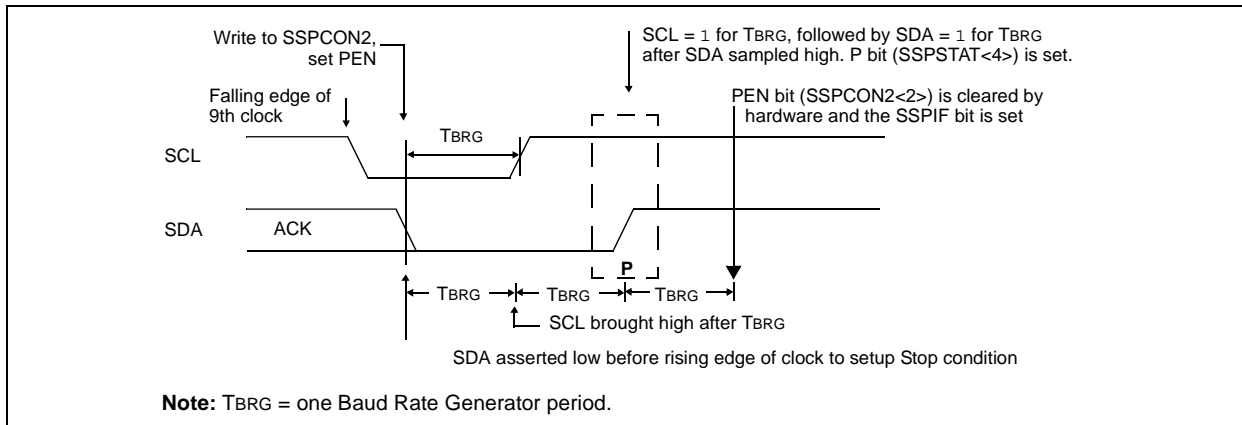 Write to SSPCON2,
set PEN
SCL = 1 for TBRG, followed by SDA = 1 for TBRG
after SDA sampled high. P bit (SSPSTAT<4>) is set.
Falling edge of
9th clock
PEN bit (SSPCON2<2>) is cleared by
hardware and the SSPIF bit is set
TBRG
SCL
SDA
ACK
P
TBRG
TBRG
TBRG
SCL brought high after TBRG
SDA asserted low before rising edge of clock to setup Stop condition
Note: TBRG = one Baud Rate Generator period.